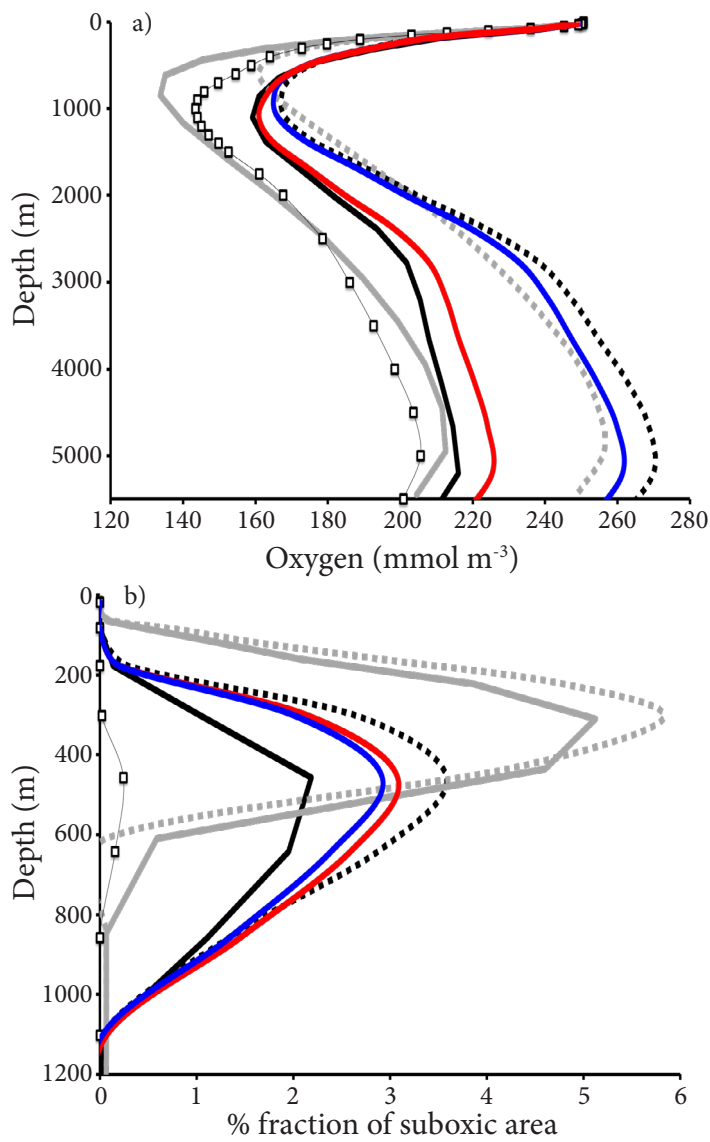 a)
0
1000
2000
3000
4000
5000
Depth (m)
120 140 160 180 200 220 240 260 280
Oxygen (mmol m⁻³)
b)
0
200
400
600
800
1000
1200
Depth (m)
0 1 2 3 4 5 6
% fraction of suboxic area